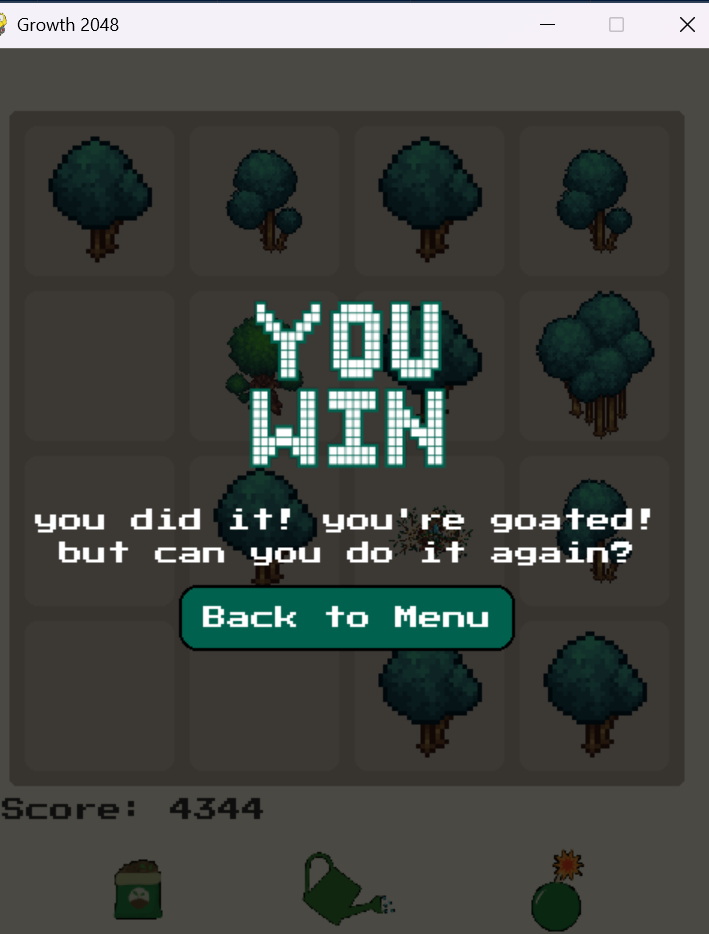 Growth 2048
YOU
WIN
you did it! you're goated!
but can you do it again?
Back to Menu
Score: 4344